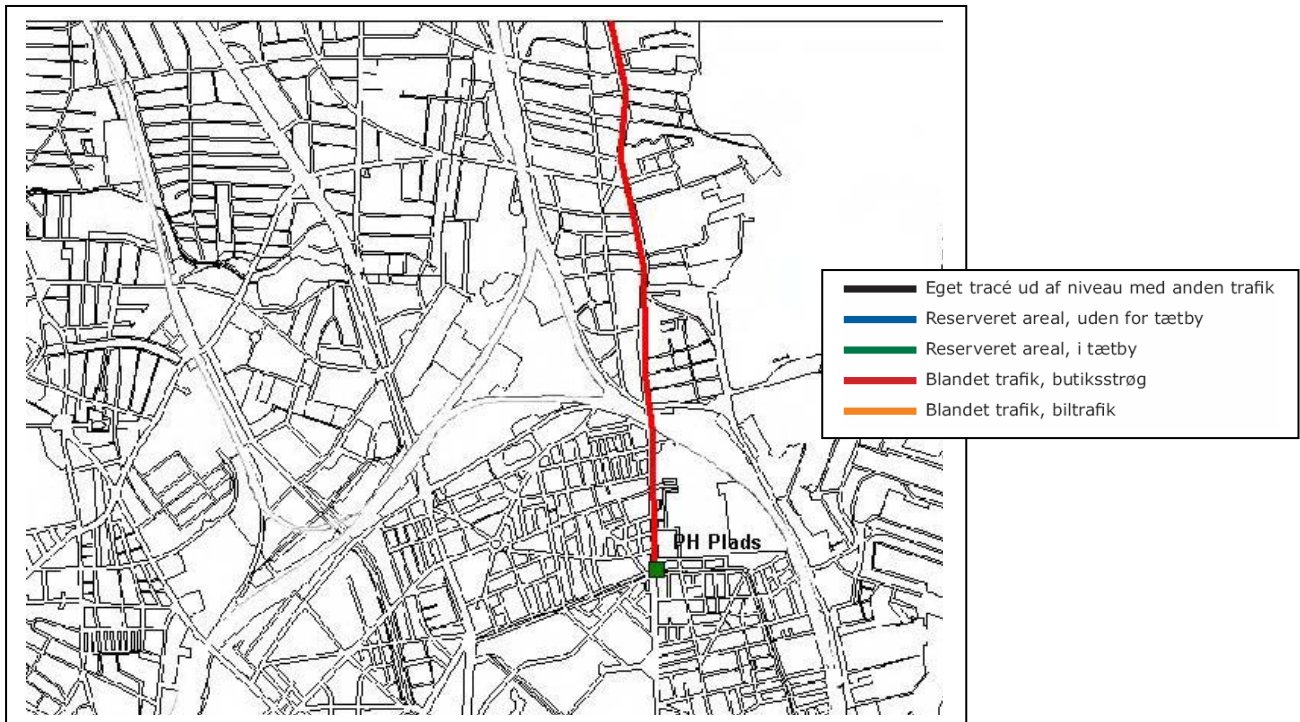 Eget tracé ud af niveau med anden trafik
Reserveret areal, uden for tætby
Reserveret areal, i tætby
Blandet trafik, butiksstrøg
Blandet trafik, biltrafik
PH Plads